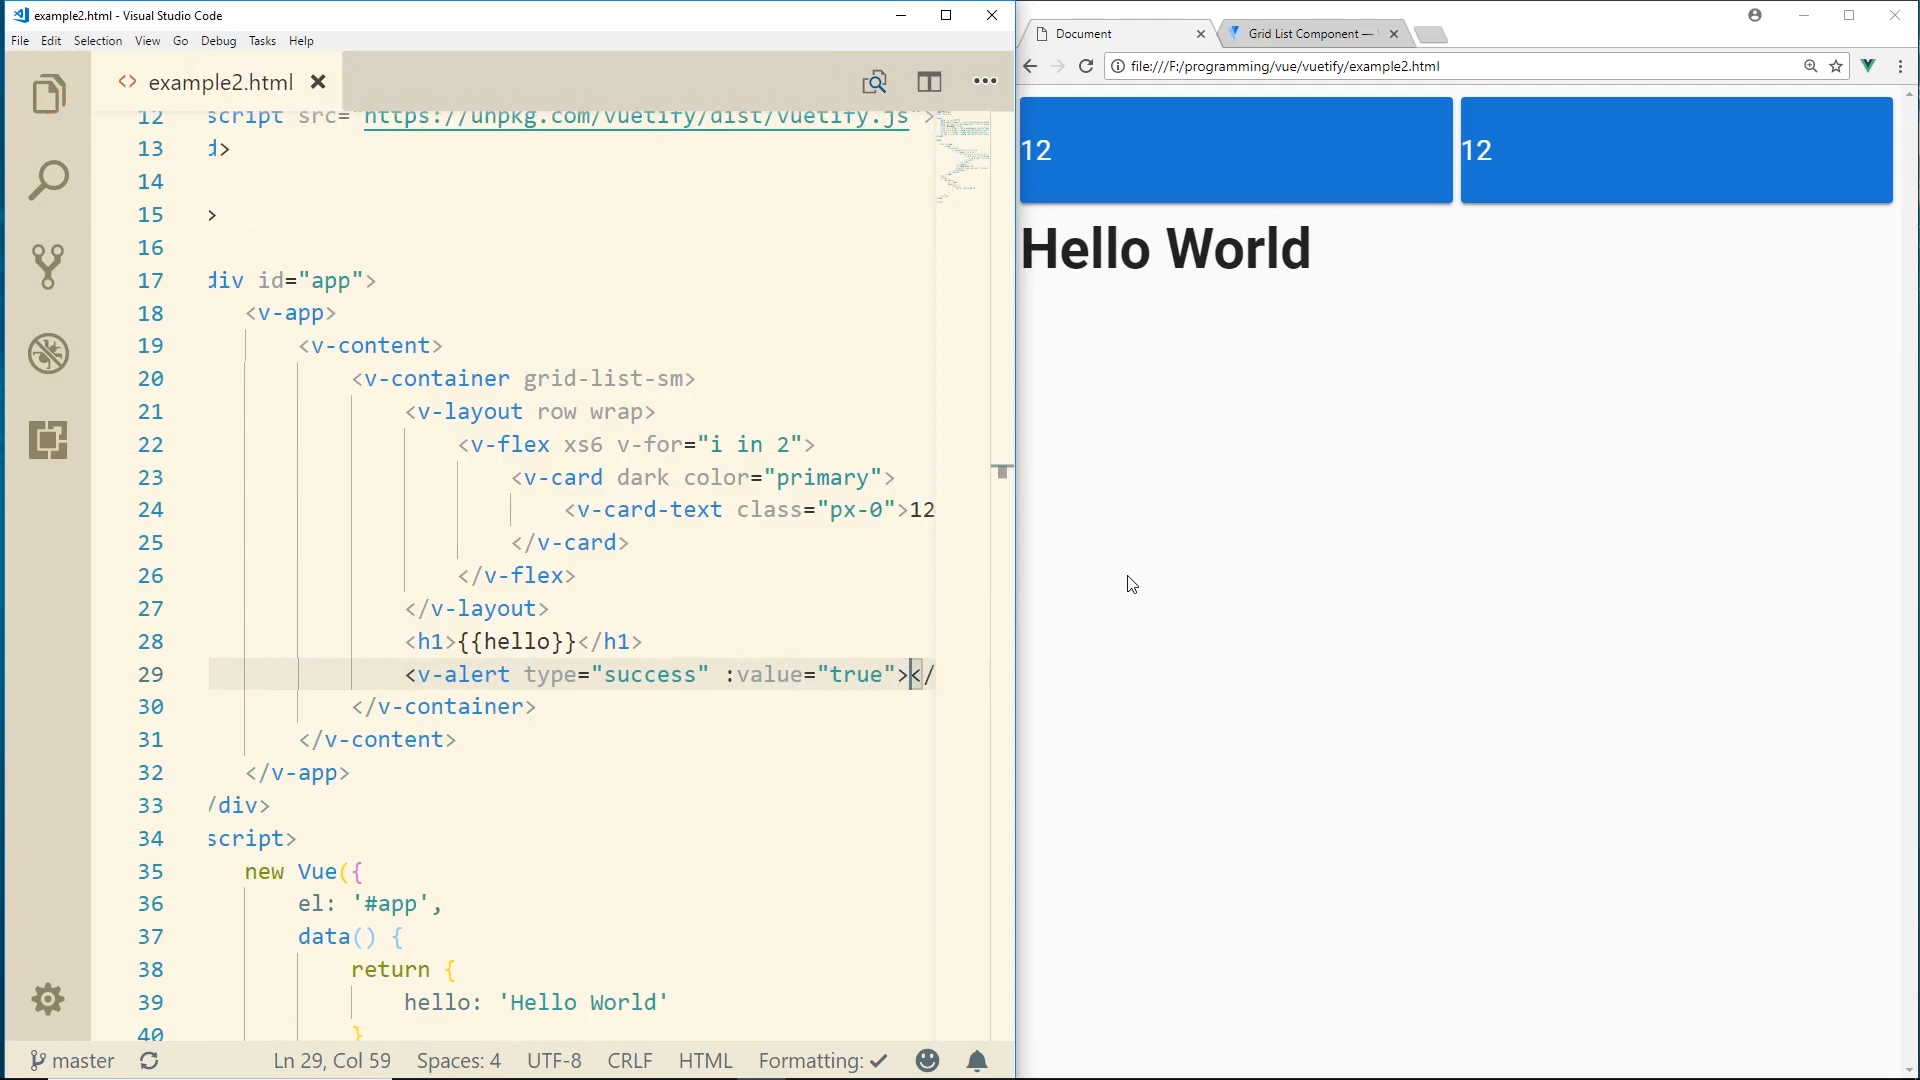 example2.html - Visual Studio Code
File Edit Selection View Go Debug Tasks Help
example2.html
12 script src="https://unpkg.com/vuetify/dist/vuetify.js">
13 d>
14
15 >
16
17 div id="app">
18 <v-app>
19 <v-content>
20 <v-container grid-list-sm>
21 <v-layout row wrap>
22 <v-flex xs6 v-for="i in 2">
23 <v-card dark color="primary">
24 <v-card-text class="px-0">12
25 </v-card>
26 </v-flex>
27 </v-layout>
28 <h1>{{hello}}</h1>
29 <v-alert type="success" :value="true"></
30 </v-container>
31 </v-content>
32 </v-app>
33 /div>
34 script>
35 new Vue({
36 el: '#app',
37 data() {
38 return {
39 hello: 'Hello World'
40 }
master Ln 29, Col 59 Spaces: 4 UTF-8 CRLF HTML Formatting: ✓
Document
Grid List Component —
file:///F:/programming/vue/vuetify/example2.html
12 12
Hello World